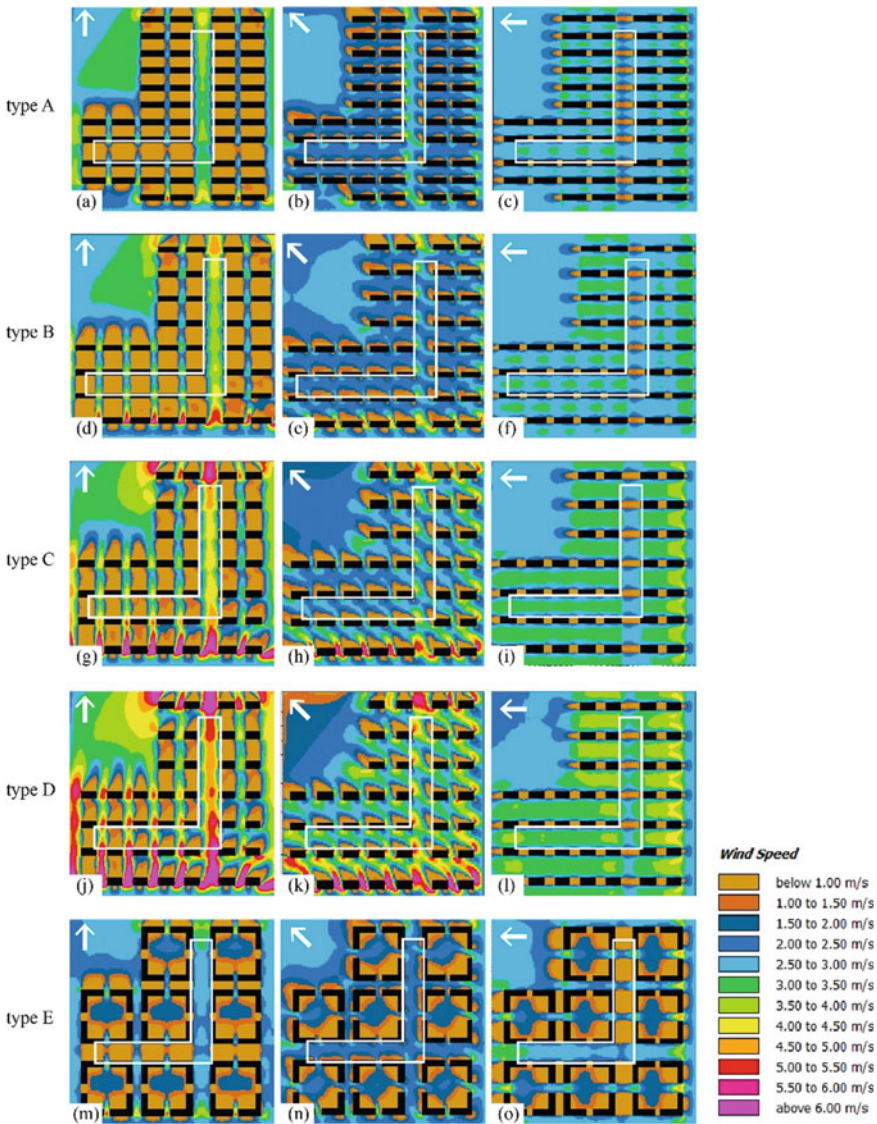 type A
(a)
(b)
(c)
type B
(d)
(e)
(f)
type C
(g)
(h)
(i)
type D
(j)
(k)
(l)
type E
(m)
(n)
(o)
Wind Speed
below 1.00 m/s
1.00 to 1.50 m/s
1.50 to 2.00 m/s
2.00 to 2.50 m/s
2.50 to 3.00 m/s
3.00 to 3.50 m/s
3.50 to 4.00 m/s
4.00 to 4.50 m/s
4.50 to 5.00 m/s
5.00 to 5.50 m/s
5.50 to 6.00 m/s
above 6.00 m/s